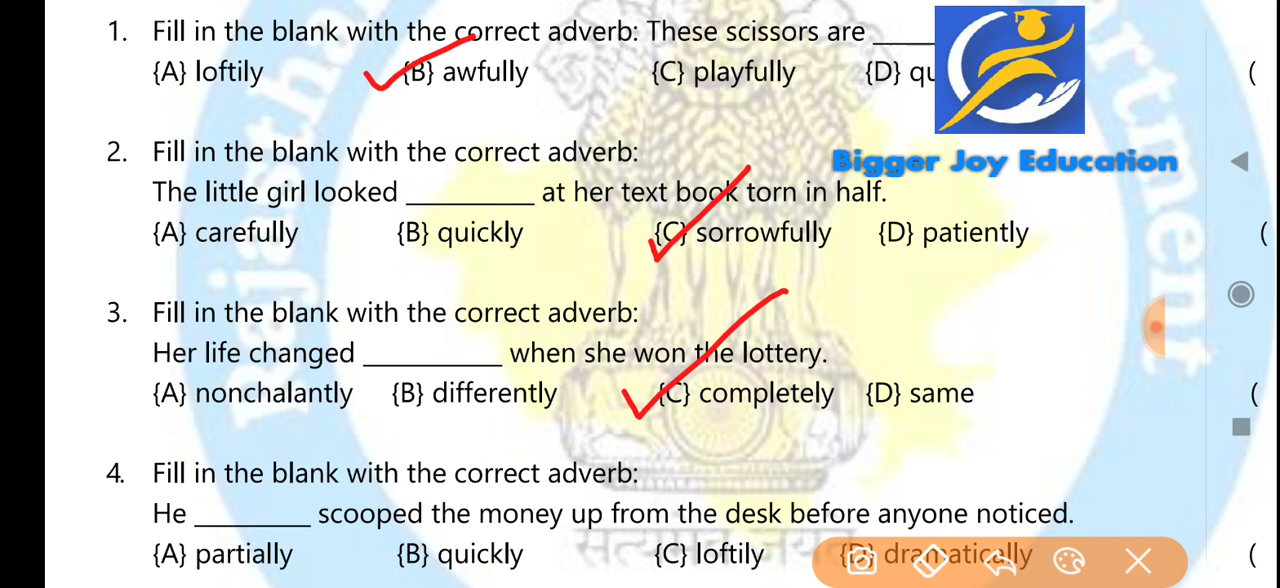 1. Fill in the blank with the correct adverb: These scissors are ______
{A} loftily {B} awfully {C} playfully {D} qu
Bigger Joy Education
2. Fill in the blank with the correct adverb:
The little girl looked _________ at her text book torn in half.
{A} carefully {B} quickly {C} sorrowfully {D} patiently (
3. Fill in the blank with the correct adverb:
Her life changed __________ when she won the lottery.
{A} nonchalantly {B} differently {C} completely {D} same (
4. Fill in the blank with the correct adverb:
He ________ scooped the money up from the desk before anyone noticed.
{A} partially {B} quickly {C} loftily {D} dramatically (